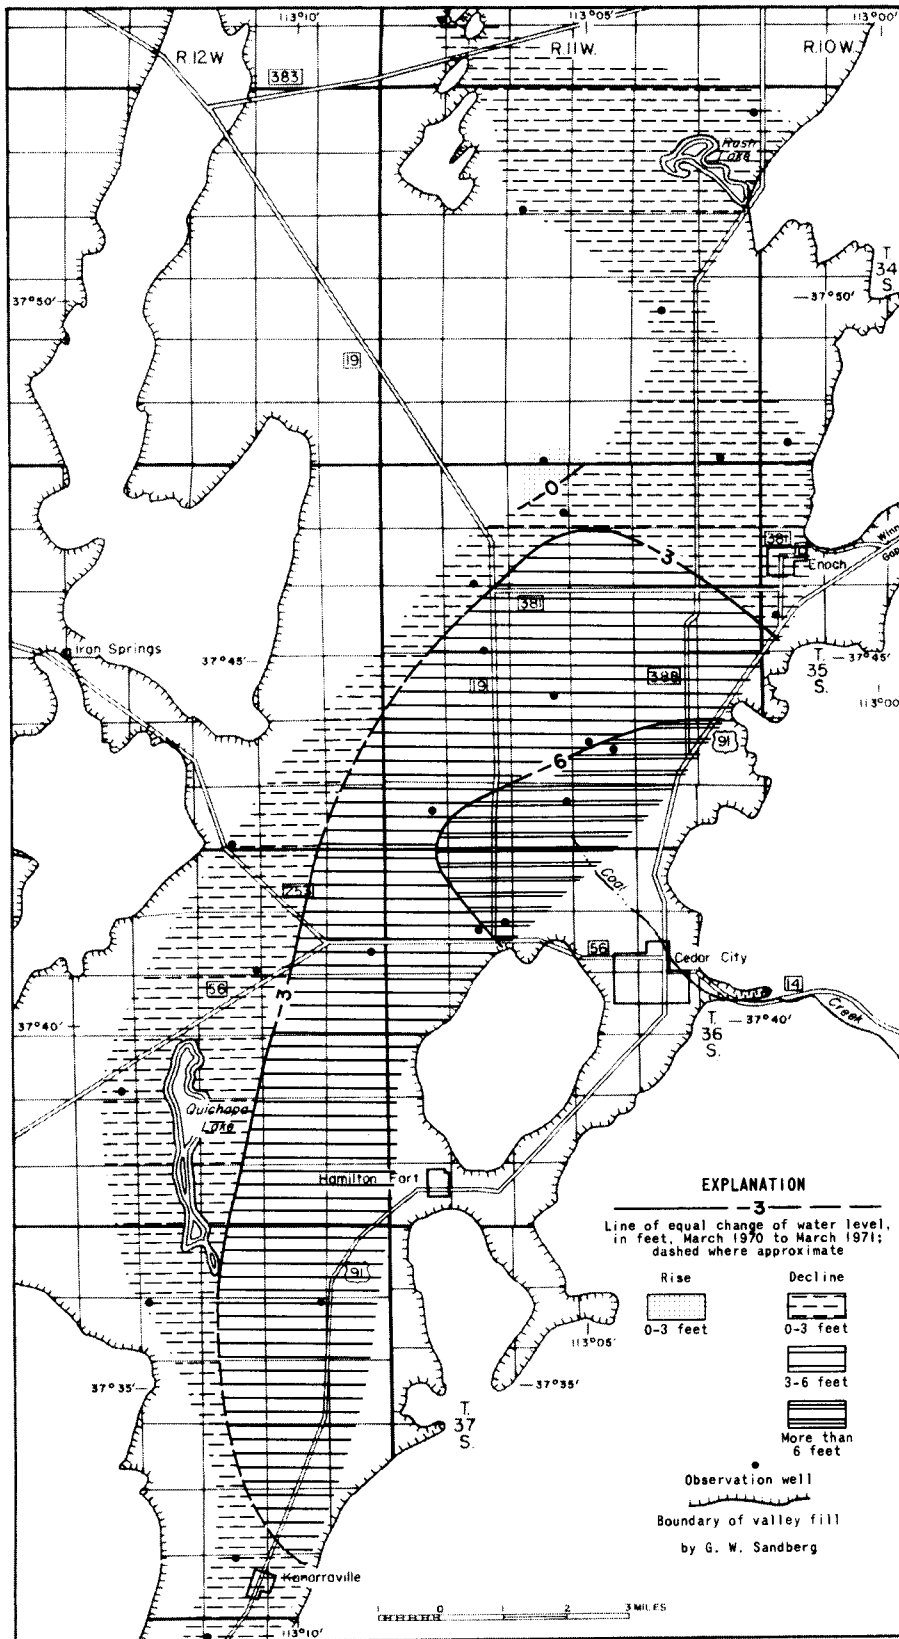 113°10'
113°05'
113°00'
R.12W.
R.11W.
R.10W.
383
Rush
Lake
T.
34
S.
37°50'
37°50'
19
0
3
381
Enoch
Winn
Gap
381
Iron Springs
37°45'
T.
35
S.
37°45'
388
19
113°00'
91
6
Coal
253
56
Cedar City
56
14
Creek
3
37°40'
T.
36
S.
37°40'
Quichapa
Lake
Hamilton Fort
91
EXPLANATION
3
Line of equal change of water level,
in feet, March 1970 to March 1971;
dashed where approximate
Rise
Decline
0-3 feet
0-3 feet
113°05'
3-6 feet
37°35'
37°35'
T.
37
S.
More than
6 feet
Observation well
Boundary of valley fill
by G. W. Sandberg
Kanarraville
1 0 2 3 MILES
113°10'